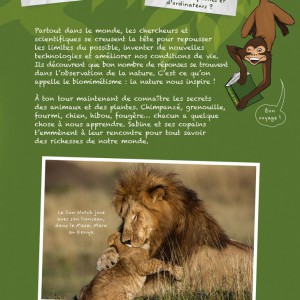 d'ordinateurs ?
Partout dans le monde, les chercheurs et
scientifiques se creusent la tête pour repousser
les limites du possible, inventer de nouvelles
technologies et améliorer nos conditions de vie.
Ils découvrent que bon nombre de réponses se trouvent
dans l'observation de la nature. C'est ce qu'on
appelle le biomimétisme : la nature nous inspire !
À ton tour maintenant de connaître les secrets
des animaux et des plantes. Chimpanzé, grenouille,
fourmi, chien, hibou, fougère... chacun a quelque
chose à nous apprendre. Sabine et ses copains
t'emmènent à leur rencontre pour tout savoir
des richesses de notre monde.
Bon
voyage !
Le lion Notch joue
avec son lionceau,
dans le Masai Mara
au Kenya.